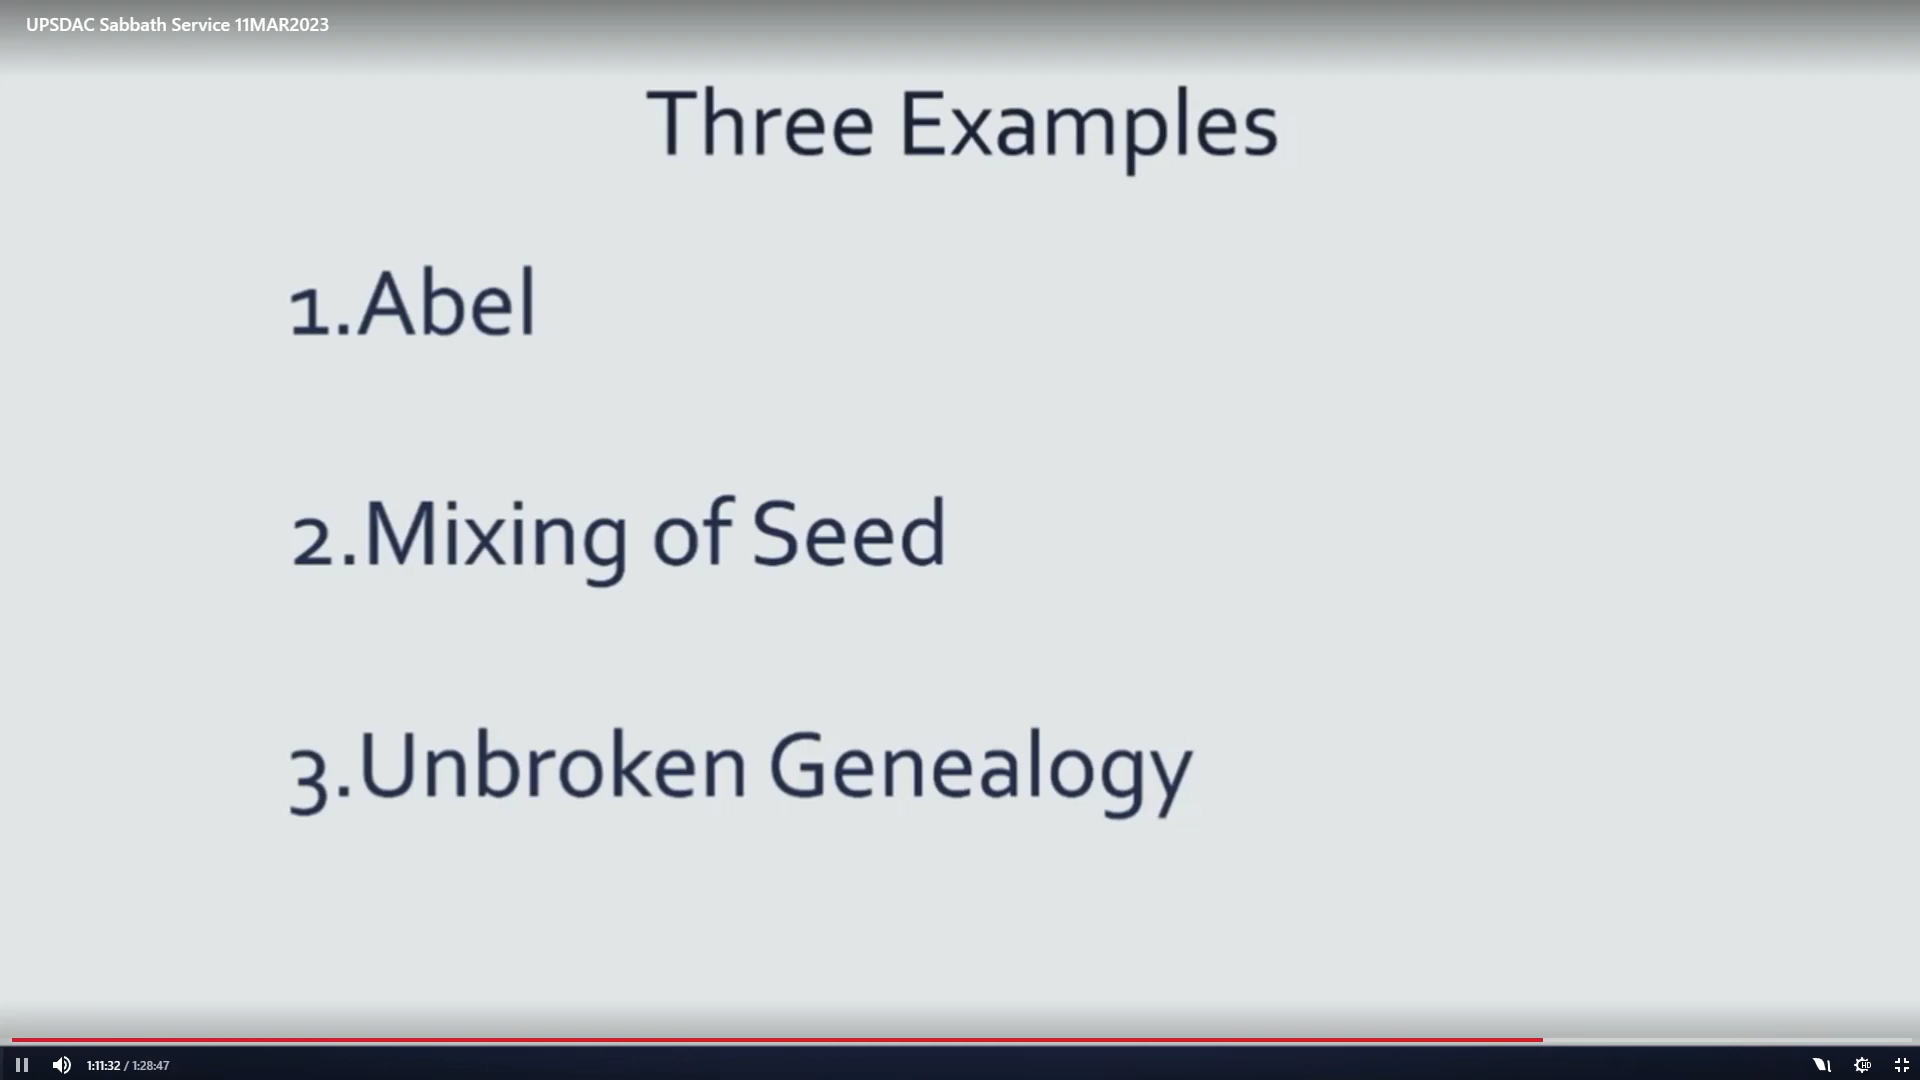 UPSDAC Sabbath Service 11MAR2023
Three Examples
1.Abel
2.Mixing of Seed
3.Unbroken Genealogy
1:11:32 / 1:28:47
HD